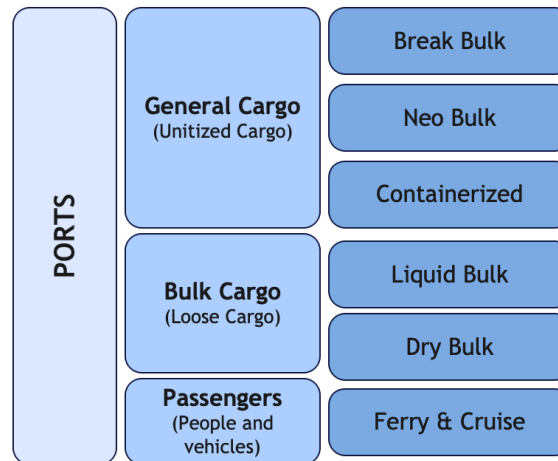 PORTS
General Cargo
(Unitized Cargo)
Break Bulk
Neo Bulk
Containerized
Bulk Cargo
(Loose Cargo)
Liquid Bulk
Dry Bulk
Passengers
(People and
vehicles)
Ferry & Cruise